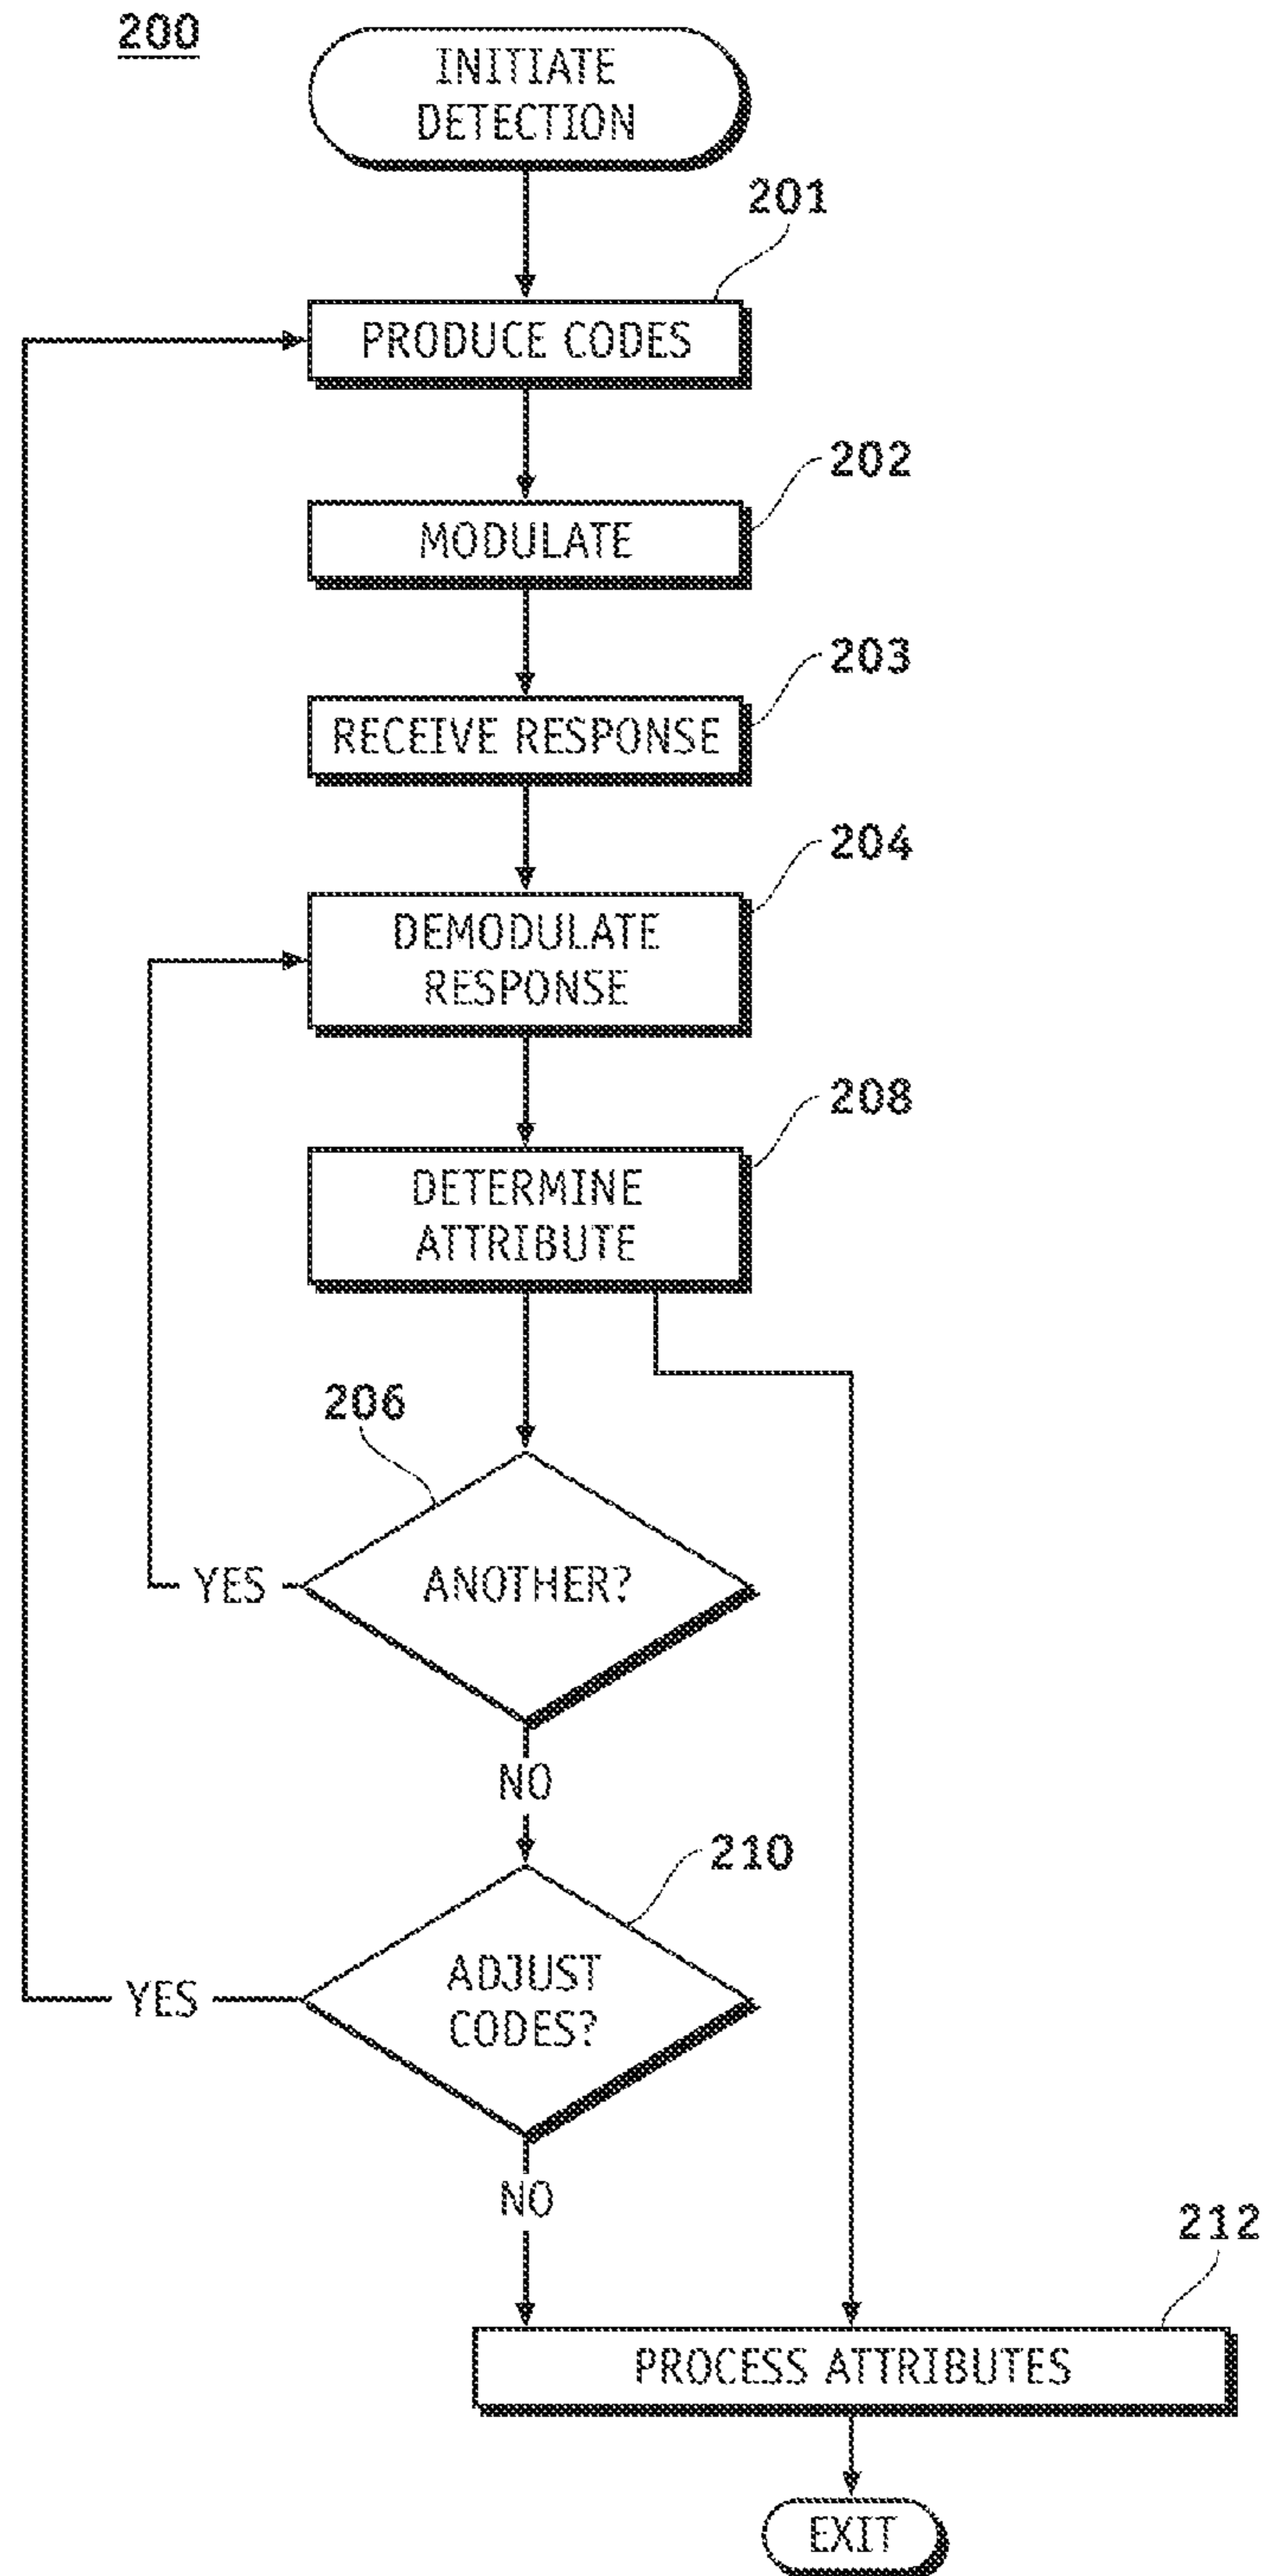 200
INITIATE
DETECTION
201
PRODUCE CODES
202
MODULATE
203
RECEIVE RESPONSE
204
DEMODULATE
RESPONSE
208
DETERMINE
ATTRIBUTE
206
ANOTHER?
YES
NO
210
ADJUST
CODES?
YES
NO
212
PROCESS ATTRIBUTES
EXIT